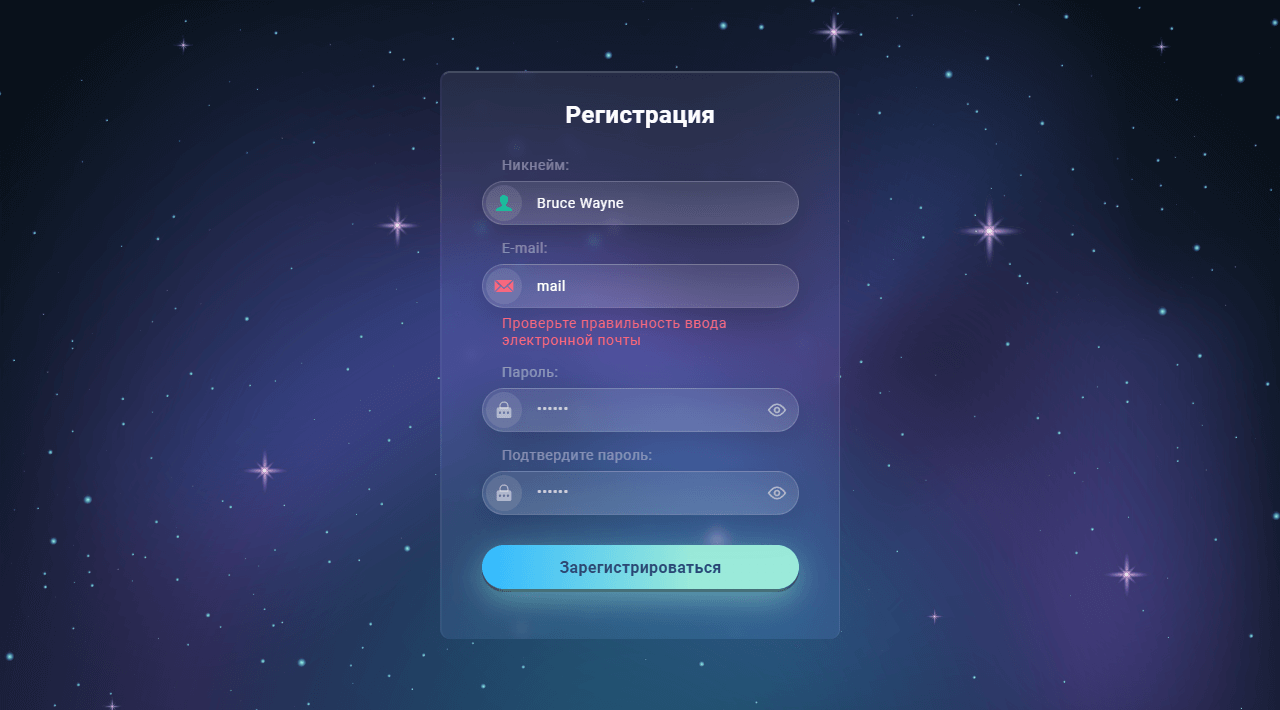 Регистрация
Никнейм:
Bruce Wayne
E-mail:
mail
Проверьте правильность ввода
электронной почты
Пароль:
••••••
Подтвердите пароль:
••••••
Зарегистрироваться